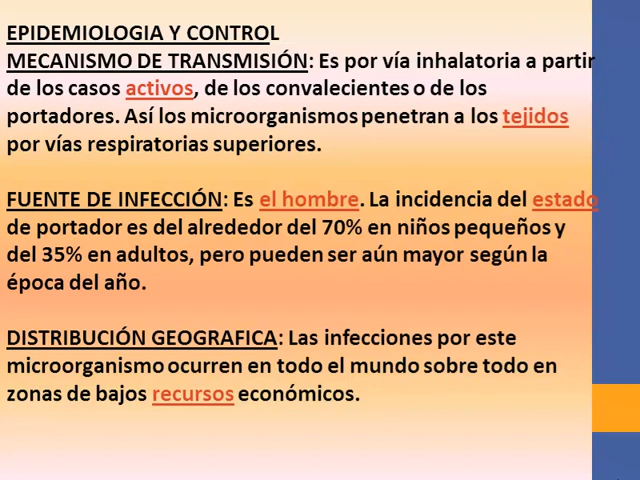 EPIDEMIOLOGIA Y CONTROL
MECANISMO DE TRANSMISIÓN: Es por vía inhalatoria a partir
de los casos activos, de los convalecientes o de los
portadores. Así los microorganismos penetran a los tejidos
por vías respiratorias superiores.
FUENTE DE INFECCIÓN: Es el hombre. La incidencia del estado
de portador es del alrededor del 70% en niños pequeños y
del 35% en adultos, pero pueden ser aún mayor según la
época del año.
DISTRIBUCIÓN GEOGRAFICA: Las infecciones por este
microorganismo ocurren en todo el mundo sobre todo en
zonas de bajos recursos económicos.